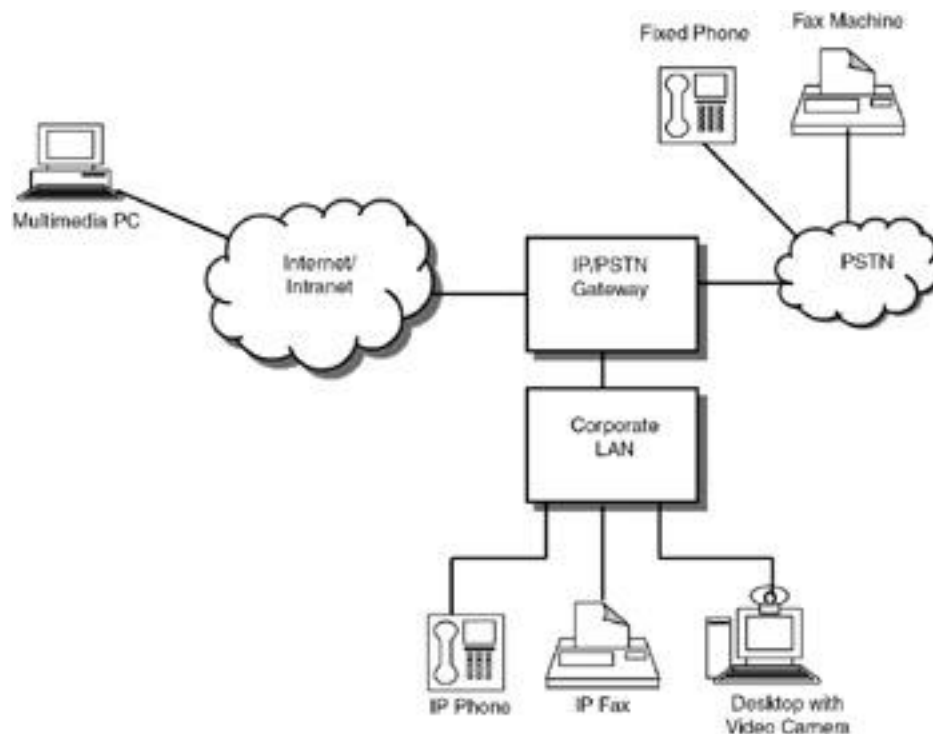 Fixed Phone
Fax Machine
Multimedia PC
Internet/
Intranet
IP/PSTN
Gateway
PSTN
Corporate
LAN
IP Phone
IP Fax
Desktop with
Video Camera